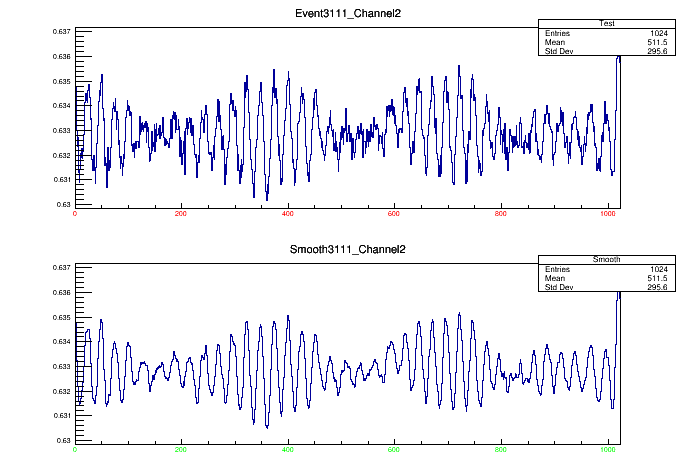 Event3111_Channel2
Test
Entries 1024
Mean 511.5
Std Dev 295.6
0.637
0.636
0.635
0.634
0.633
0.632
0.631
0.63
0 200 400 600 800 1000
Smooth3111_Channel2
Smooth
Entries 1024
Mean 511.5
Std Dev 295.6
0.637
0.636
0.635
0.634
0.633
0.632
0.631
0.63
0 200 400 600 800 1000